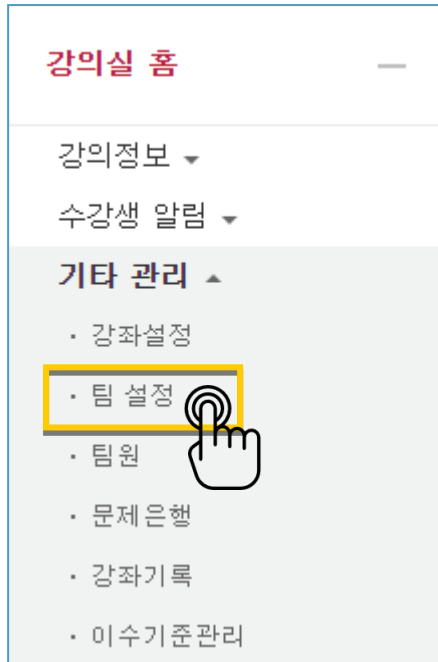 강의실 홈
강의정보
수강생 알림
기타 관리
· 강좌설정
· 팀 설정
· 팀원
· 문제은행
· 강좌기록
· 이수기준관리